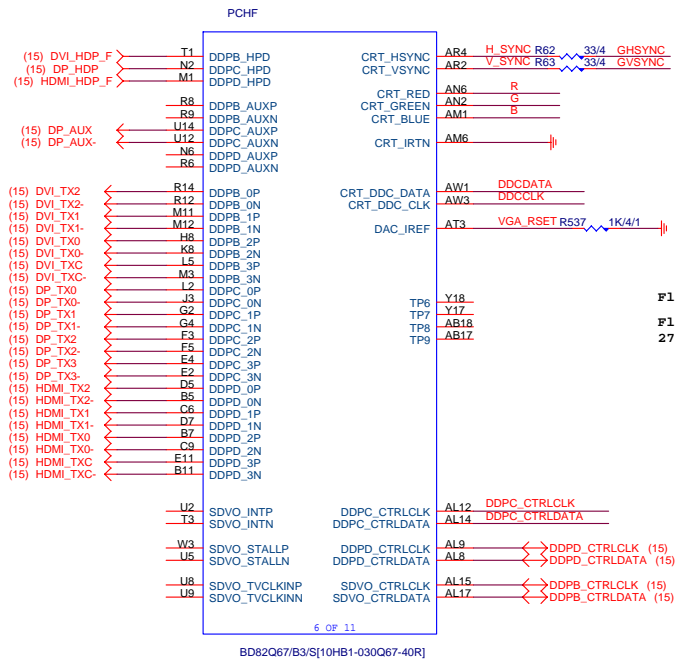 PCHF
(15) DVI_HDP_F T1 DDPB_HPD CRT_HSYNC AR4 H_SYNC R62 33/4 GHSYNC
(15) DP_HDP N2 DDPC_HPD CRT_VSYNC AR2 V_SYNC R63 33/4 GVSYNC
(15) HDMI_HDP_F M1 DDPD_HPD
CRT_RED AN6 R
R8 DDPB_AUXP CRT_GREEN AN2 G
R9 DDPB_AUXN CRT_BLUE AM1 B
(15) DP_AUX U14 DDPC_AUXP
(15) DP_AUX- U12 DDPC_AUXN CRT_IRTN AM6
N6 DDPD_AUXP
R6 DDPD_AUXN
(15) DVI_TX2 R14 DDPB_0P CRT_DDC_DATA AW1 DDCDATA
(15) DVI_TX2- R12 DDPB_0N CRT_DDC_CLK AW3 DDCCLK
(15) DVI_TX1 M11 DDPB_1P
(15) DVI_TX1- M12 DDPB_1N DAC_IREF AT3 VGA_RSET R537 1K/4/1
(15) DVI_TX0 H8 DDPB_2P
(15) DVI_TX0- K8 DDPB_2N
(15) DVI_TXC L5 DDPB_3P
(15) DVI_TXC- M3 DDPB_3N
(15) DP_TX0 L2 DDPC_0P
(15) DP_TX0- J3 DDPC_0N TP6 Y18 Fl
(15) DP_TX1 G2 DDPC_1P TP7 Y17
(15) DP_TX1- G4 DDPC_1N TP8 AB18 Fl
(15) DP_TX2 F3 DDPC_2P TP9 AB17 27
(15) DP_TX2- F5 DDPC_2N
(15) DP_TX3 E4 DDPC_3P
(15) DP_TX3- E2 DDPC_3N
(15) HDMI_TX2 D5 DDPD_0P
(15) HDMI_TX2- B5 DDPD_0N
(15) HDMI_TX1 C6 DDPD_1P
(15) HDMI_TX1- D7 DDPD_1N
(15) HDMI_TX0 B7 DDPD_2P
(15) HDMI_TX0- C9 DDPD_2N
(15) HDMI_TXC E11 DDPD_3P
(15) HDMI_TXC- B11 DDPD_3N
U2 SDVO_INTP DDPC_CTRLCLK AL12 DDPC_CTRLCLK
T3 SDVO_INTN DDPC_CTRLDATA AL14 DDPC_CTRLDATA
W3 SDVO_STALLP DDPD_CTRLCLK AL9 DDPD_CTRLCLK (15)
U5 SDVO_STALLN DDPD_CTRLDATA AL8 DDPD_CTRLDATA (15)
U8 SDVO_TVCLKINP SDVO_CTRLCLK AL15 DDPB_CTRLCLK (15)
U9 SDVO_TVCLKINN SDVO_CTRLDATA AL17 DDPB_CTRLDATA (15)
6 OF 11
BD82Q67/B3/S[10HB1-030Q67-40R]